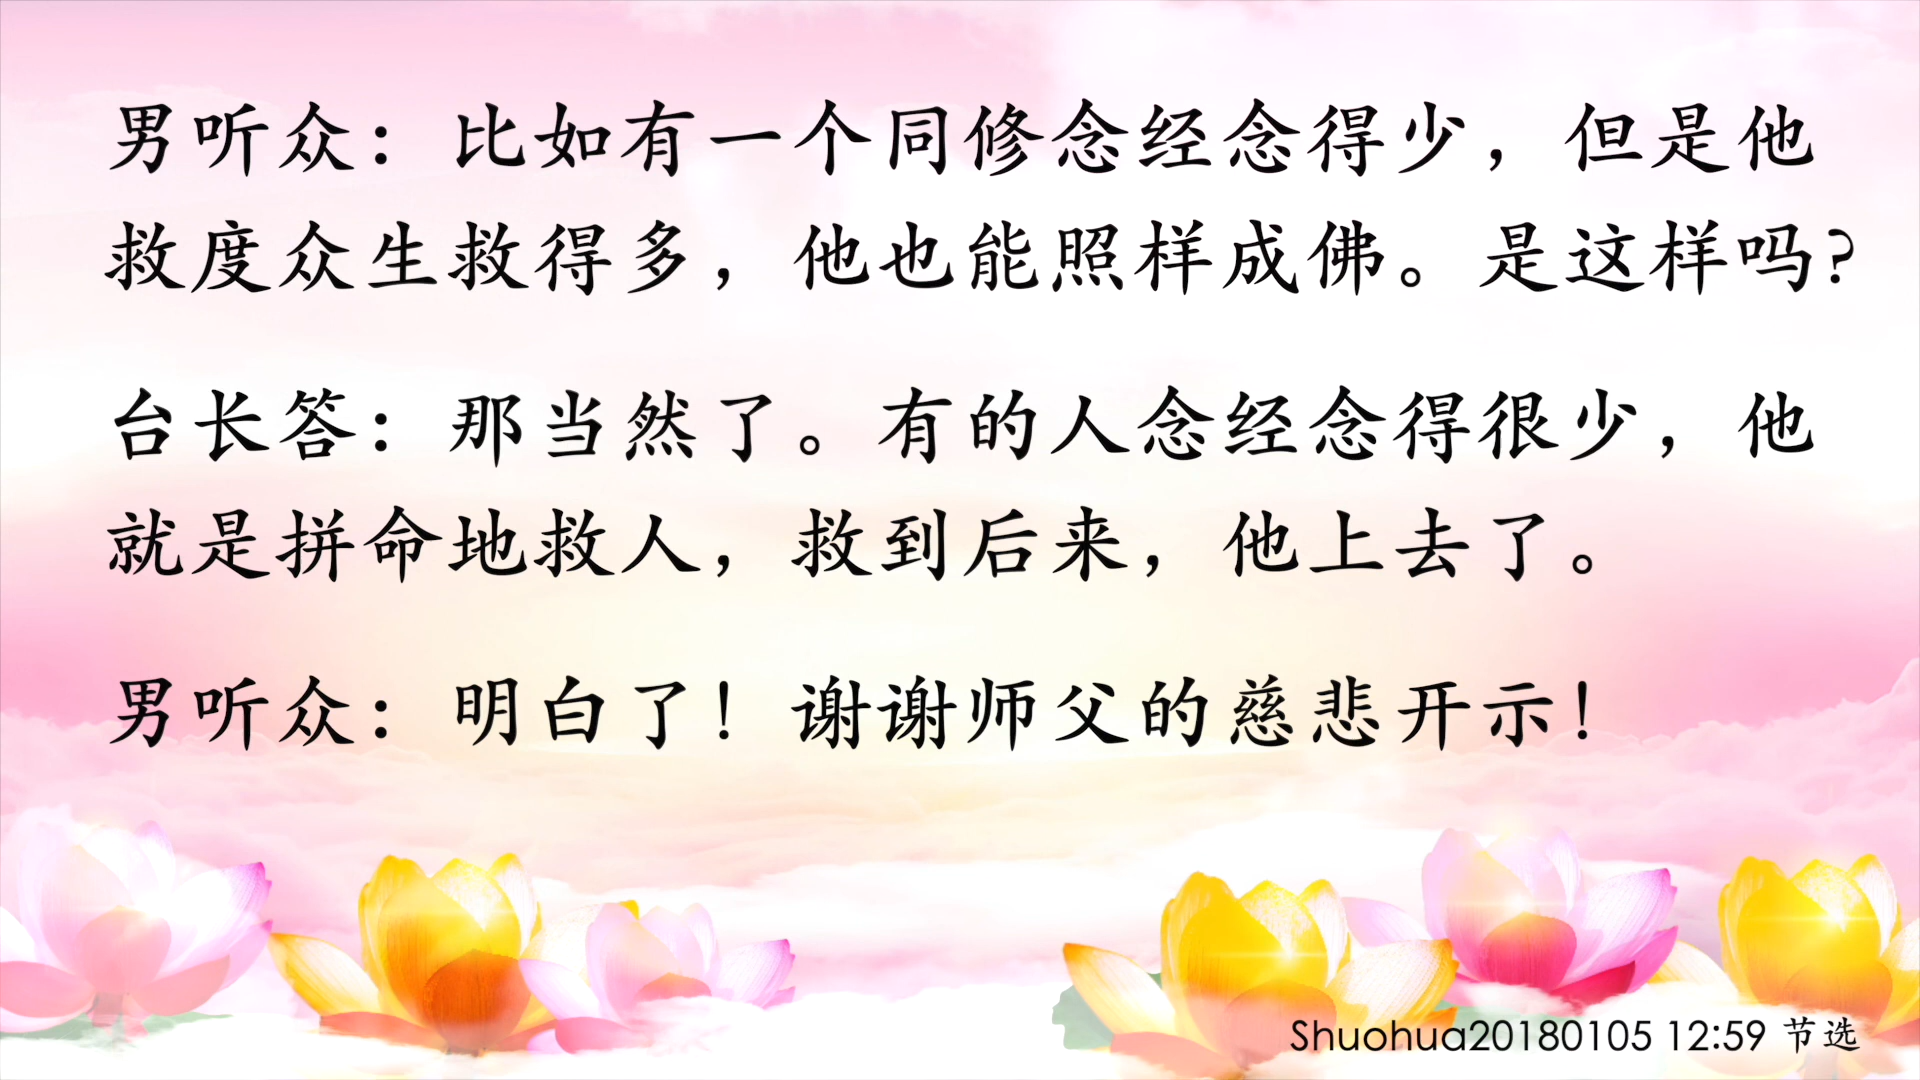 男听众：比如有一个同修念经念得少，但是他
救度众生救得多，他也能照样成佛。是这样吗？
台长答：那当然了。有的人念经念得很少，他
就是拼命地救人，救到后来，他上去了。
男听众：明白了！谢谢师父的慈悲开示！
Shuohua20180105 12:59 节选